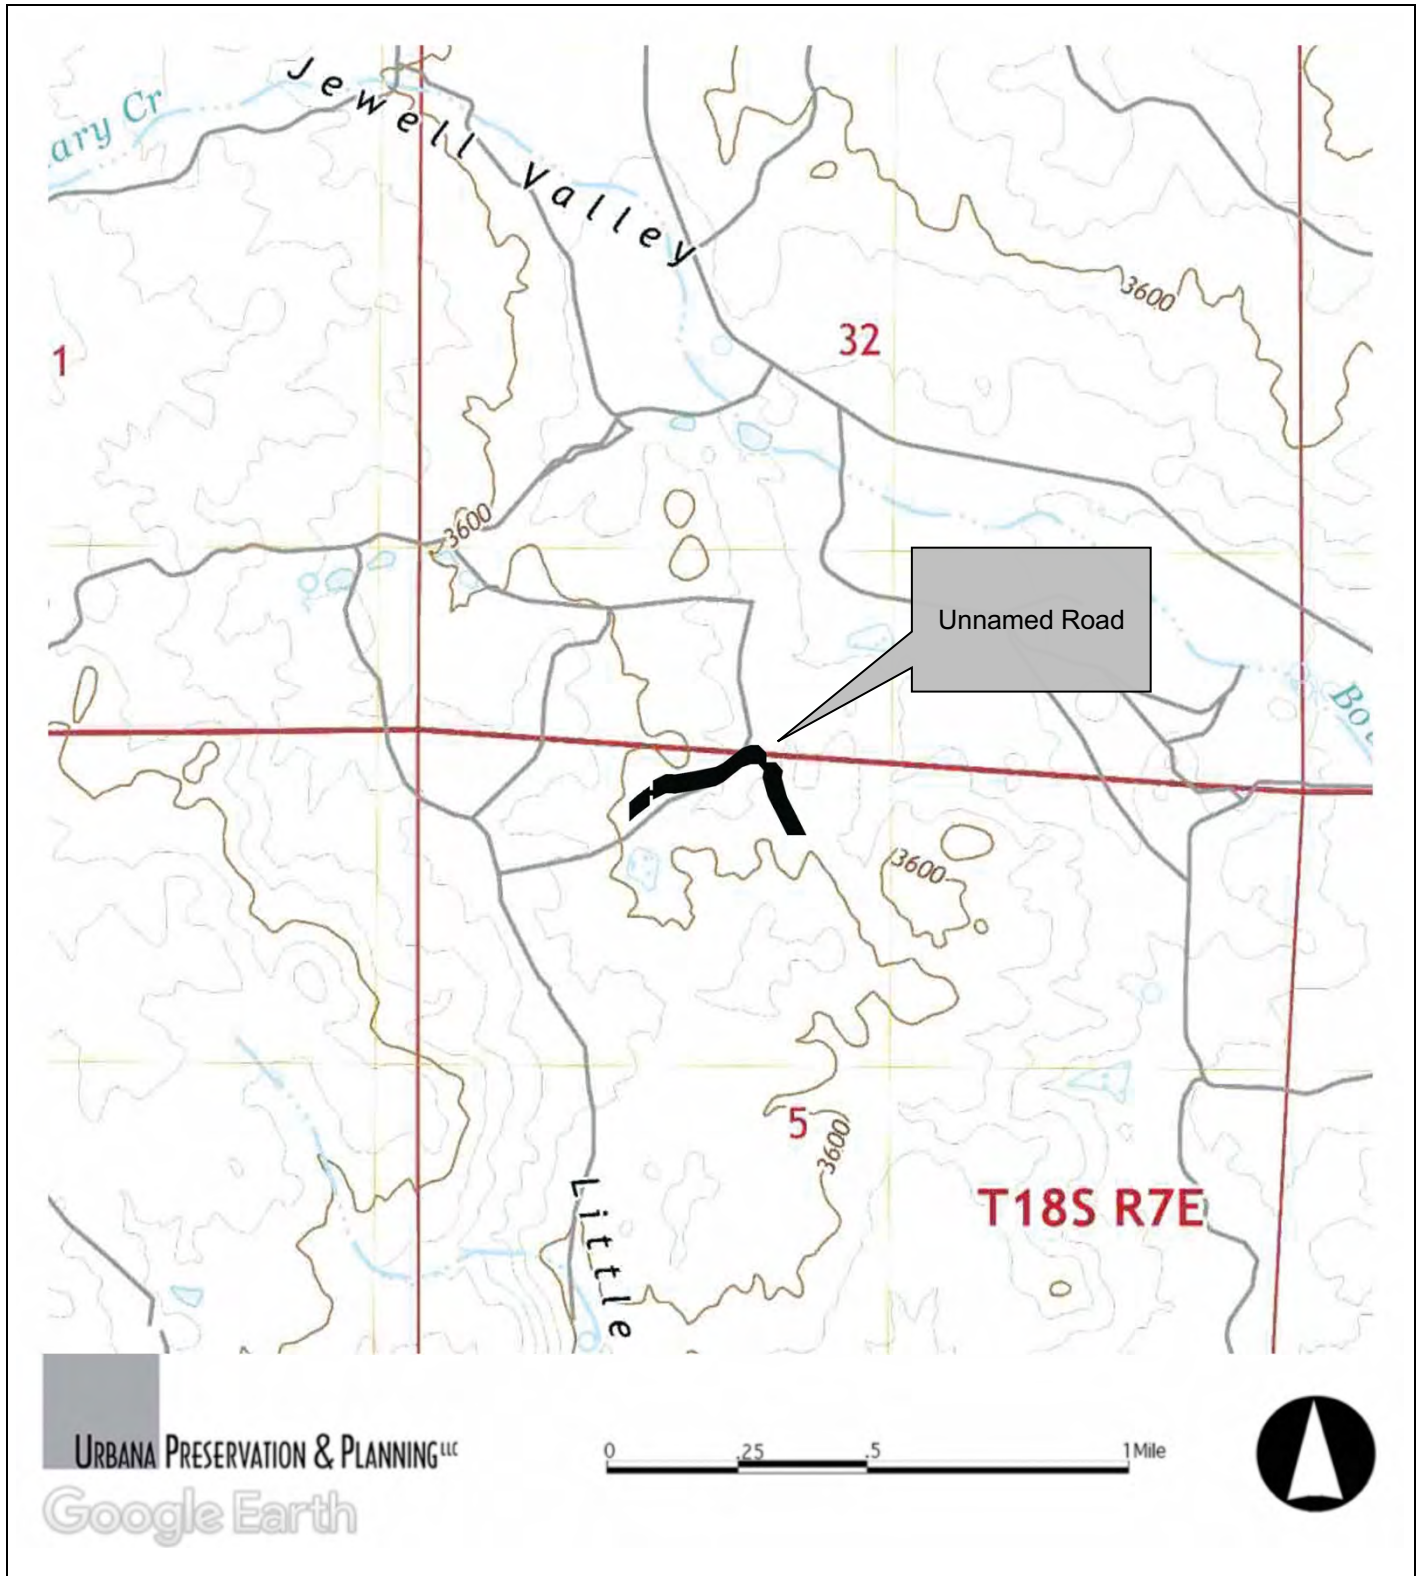 ary Cr
Jewell Valley
3600
32
1
3600
Unnamed Road
3600
5
3600
T18S R7E
Little
URBANA PRESERVATION & PLANNING LLC
Google Earth
0 .25 .5 1 Mile